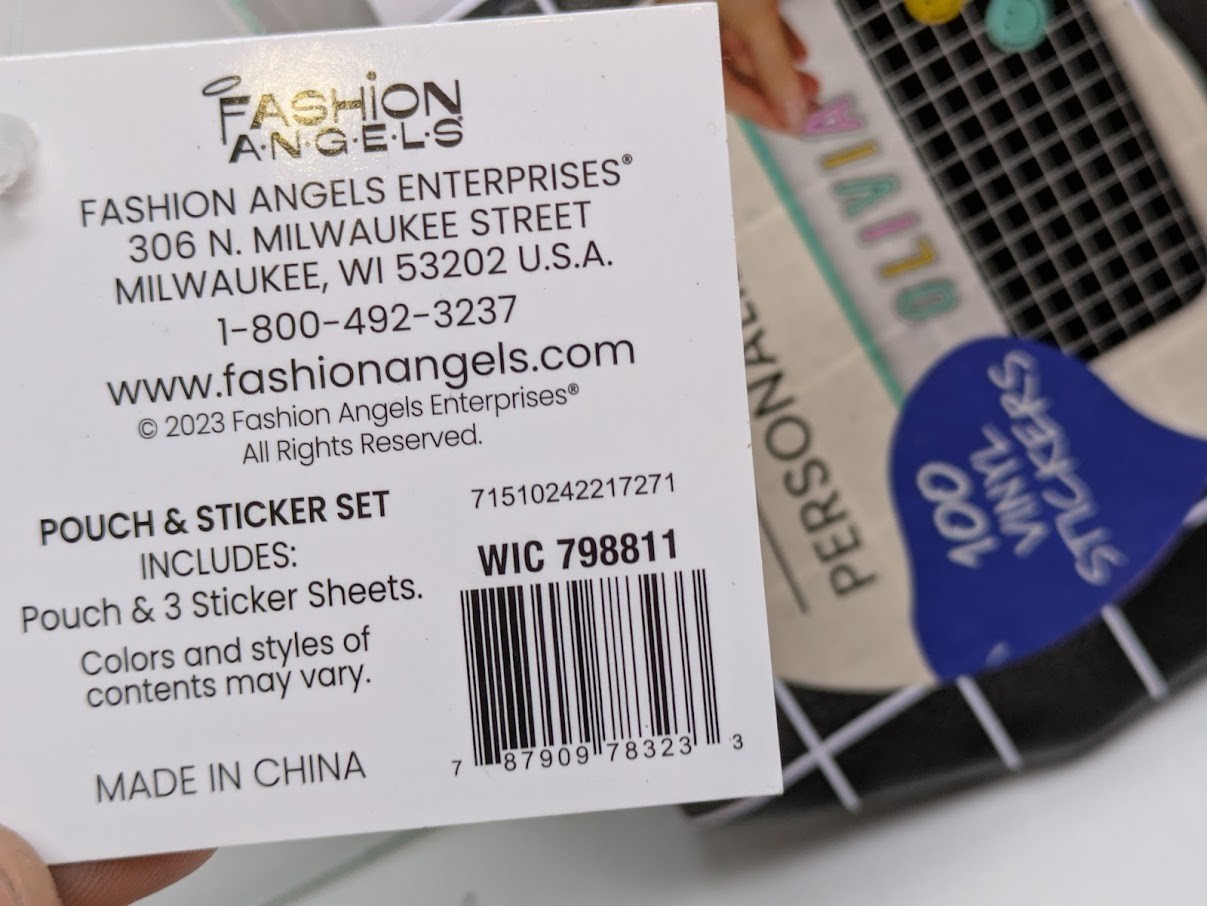 FASHION
A·N·G·E·L·S
FASHION ANGELS ENTERPRISES®
306 N. MILWAUKEE STREET
MILWAUKEE, WI 53202 U.S.A.
1-800-492-3237
www.fashionangels.com
© 2023 Fashion Angels Enterprises®
All Rights Reserved.
POUCH & STICKER SET
INCLUDES:
Pouch & 3 Sticker Sheets.
Colors and styles of
contents may vary.
MADE IN CHINA
71510242217271
WIC 798811
7 87909 78323 3
OLIVIA
100
VINYL
STICKERS